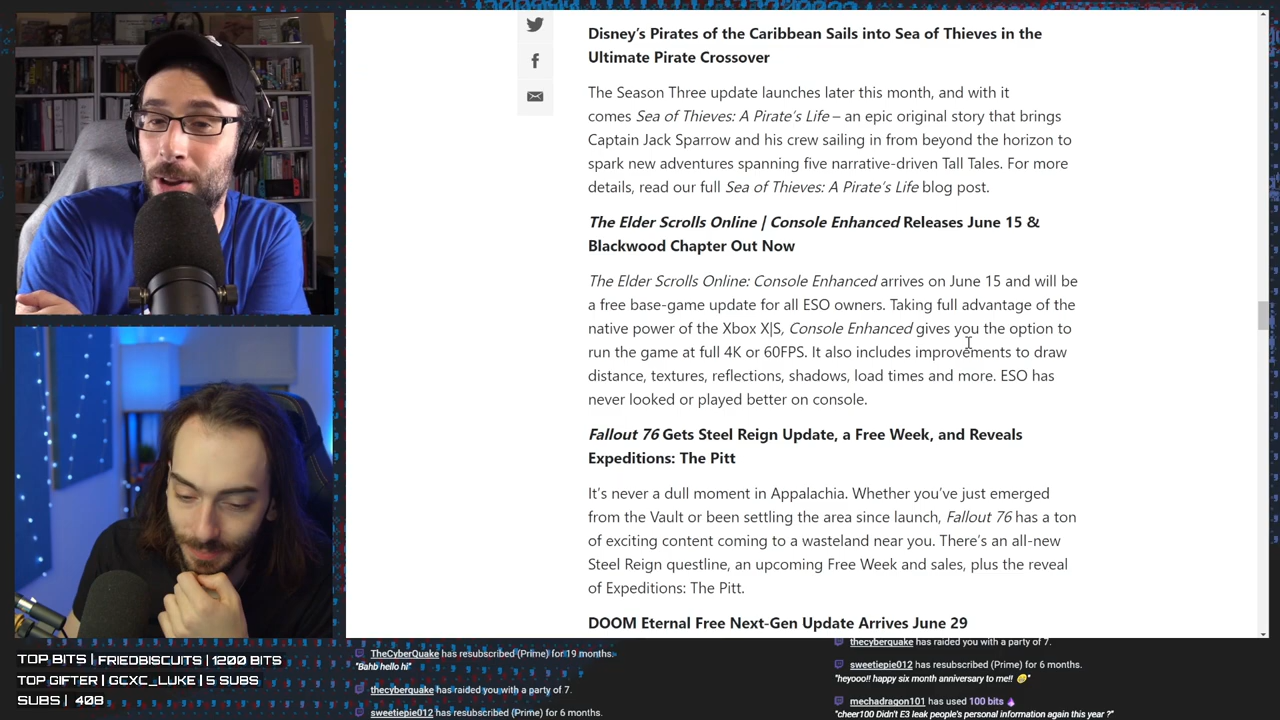 Disney's Pirates of the Caribbean Sails into Sea of Thieves in the
Ultimate Pirate Crossover
The Season Three update launches later this month, and with it
comes Sea of Thieves: A Pirate's Life – an epic original story that brings
Captain Jack Sparrow and his crew sailing in from beyond the horizon to
spark new adventures spanning five narrative-driven Tall Tales. For more
details, read our full Sea of Thieves: A Pirate's Life blog post.
The Elder Scrolls Online | Console Enhanced Releases June 15 &
Blackwood Chapter Out Now
The Elder Scrolls Online: Console Enhanced arrives on June 15 and will be
a free base-game update for all ESO owners. Taking full advantage of the
native power of the Xbox X|S, Console Enhanced gives you the option to
run the game at full 4K or 60FPS. It also includes improvements to draw
distance, textures, reflections, shadows, load times and more. ESO has
never looked or played better on console.
Fallout 76 Gets Steel Reign Update, a Free Week, and Reveals
Expeditions: The Pitt
It's never a dull moment in Appalachia. Whether you've just emerged
from the Vault or been settling the area since launch, Fallout 76 has a ton
of exciting content coming to a wasteland near you. There's an all-new
Steel Reign questline, an upcoming Free Week and sales, plus the reveal
of Expeditions: The Pitt.
DOOM Eternal Free Next-Gen Update Arrives June 29
TOP BITS | FRIEDBISCUITS | 1200 BITS
TOP GIFTER | GCXC_LUKE | 5 SUBS
SUBS | 408
TheCyberQuake has resubscribed (Prime) for 19 months.
"Bahb hello hi"
thecyberquake has raided you with a party of 7.
sweetiepie012 has resubscribed (Prime) for 6 months.
thecyberquake has raided you with a party of 7.
sweetiepie012 has resubscribed (Prime) for 6 months.
"heyooo!! happy six month anniversary to me!!
mechadragon101 has used 100 bits
"cheer100 Didn't E3 leak people's personal information again this year ?"